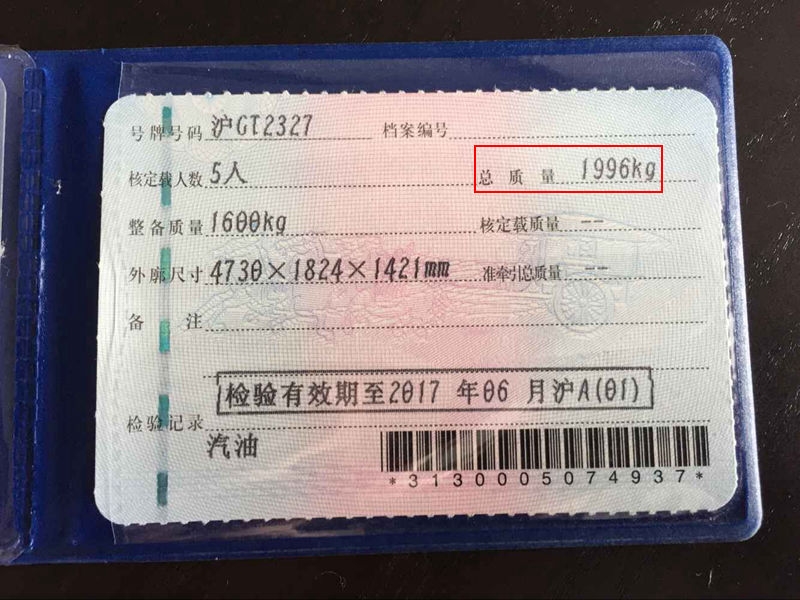 号牌号码 沪GT2327 档案编号
核定载人数 5人 总质量 1996kg
整备质量 1600kg 核定载质量 --
外廓尺寸 4730×1824×1421mm 准牵引总质量 --
备注
检验有效期至2017 年06 月沪A(01)
检验记录
汽油
*3130005074937*